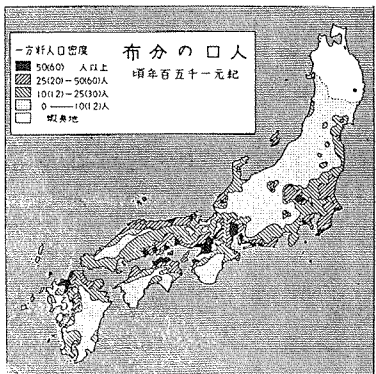 人口の分布
紀元一千五百年頃
一方粁人口密度
50(60) 人以上
25(20)-50(60)人
10(12)-25(30)人
0 —— 10(12)人
蝦夷地